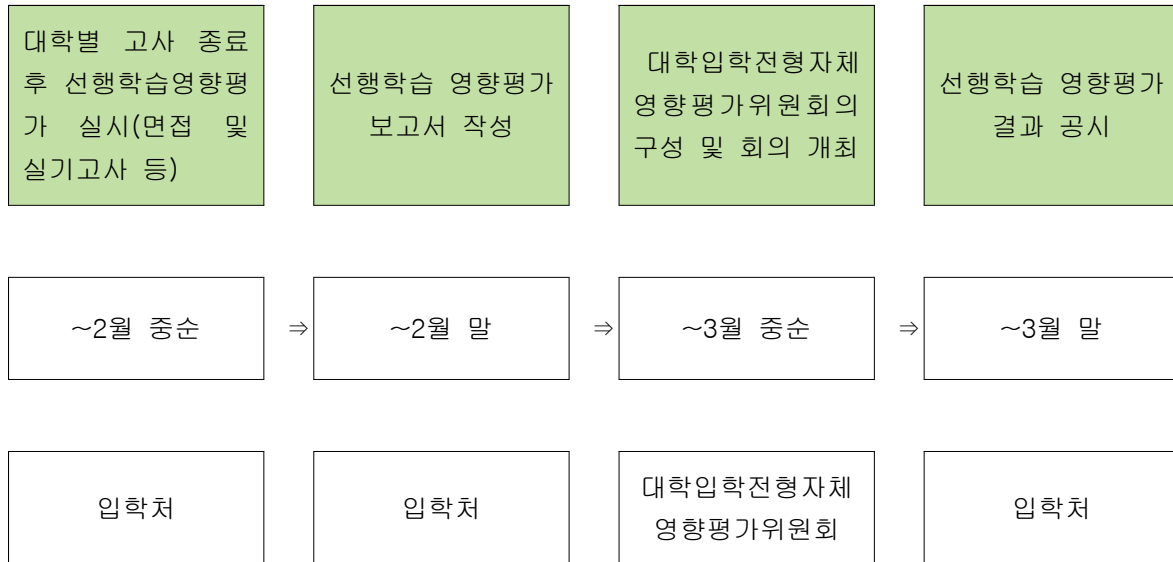 대학별 고사 종료
후 선행학습영향평
가 실시(면접 및
실기고사 등)
선행학습 영향평가
보고서 작성
대학입학전형자체
영향평가위원회의
구성 및 회의 개최
선행학습 영향평가
결과 공시
~2월 중순 ⇒ ~2월 말 ⇒ ~3월 중순 ⇒ ~3월 말
입학처
입학처
대학입학전형자체
영향평가위원회
입학처